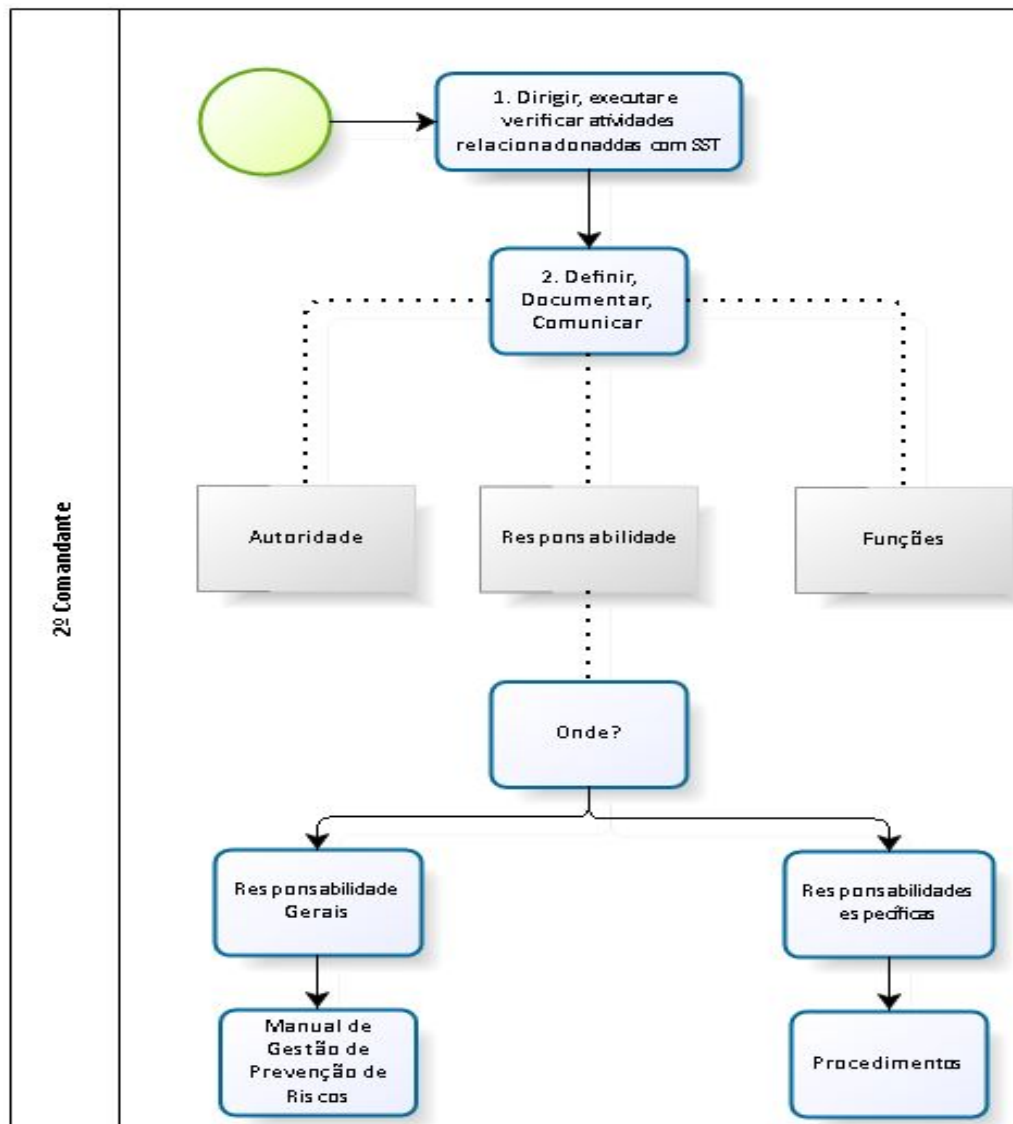 2º Comandante
1. Dirigir, executar e
verificar atividades
relacionadonaddas com SST
2. Definir,
Documentar,
Comunicar
Autoridade
Responsabilidade
Funções
Onde?
Responsabilidade
Gerais
Responsabilidades
específicas
Manual de
Gestão de
Prevenção de
Riscos
Procedimentos